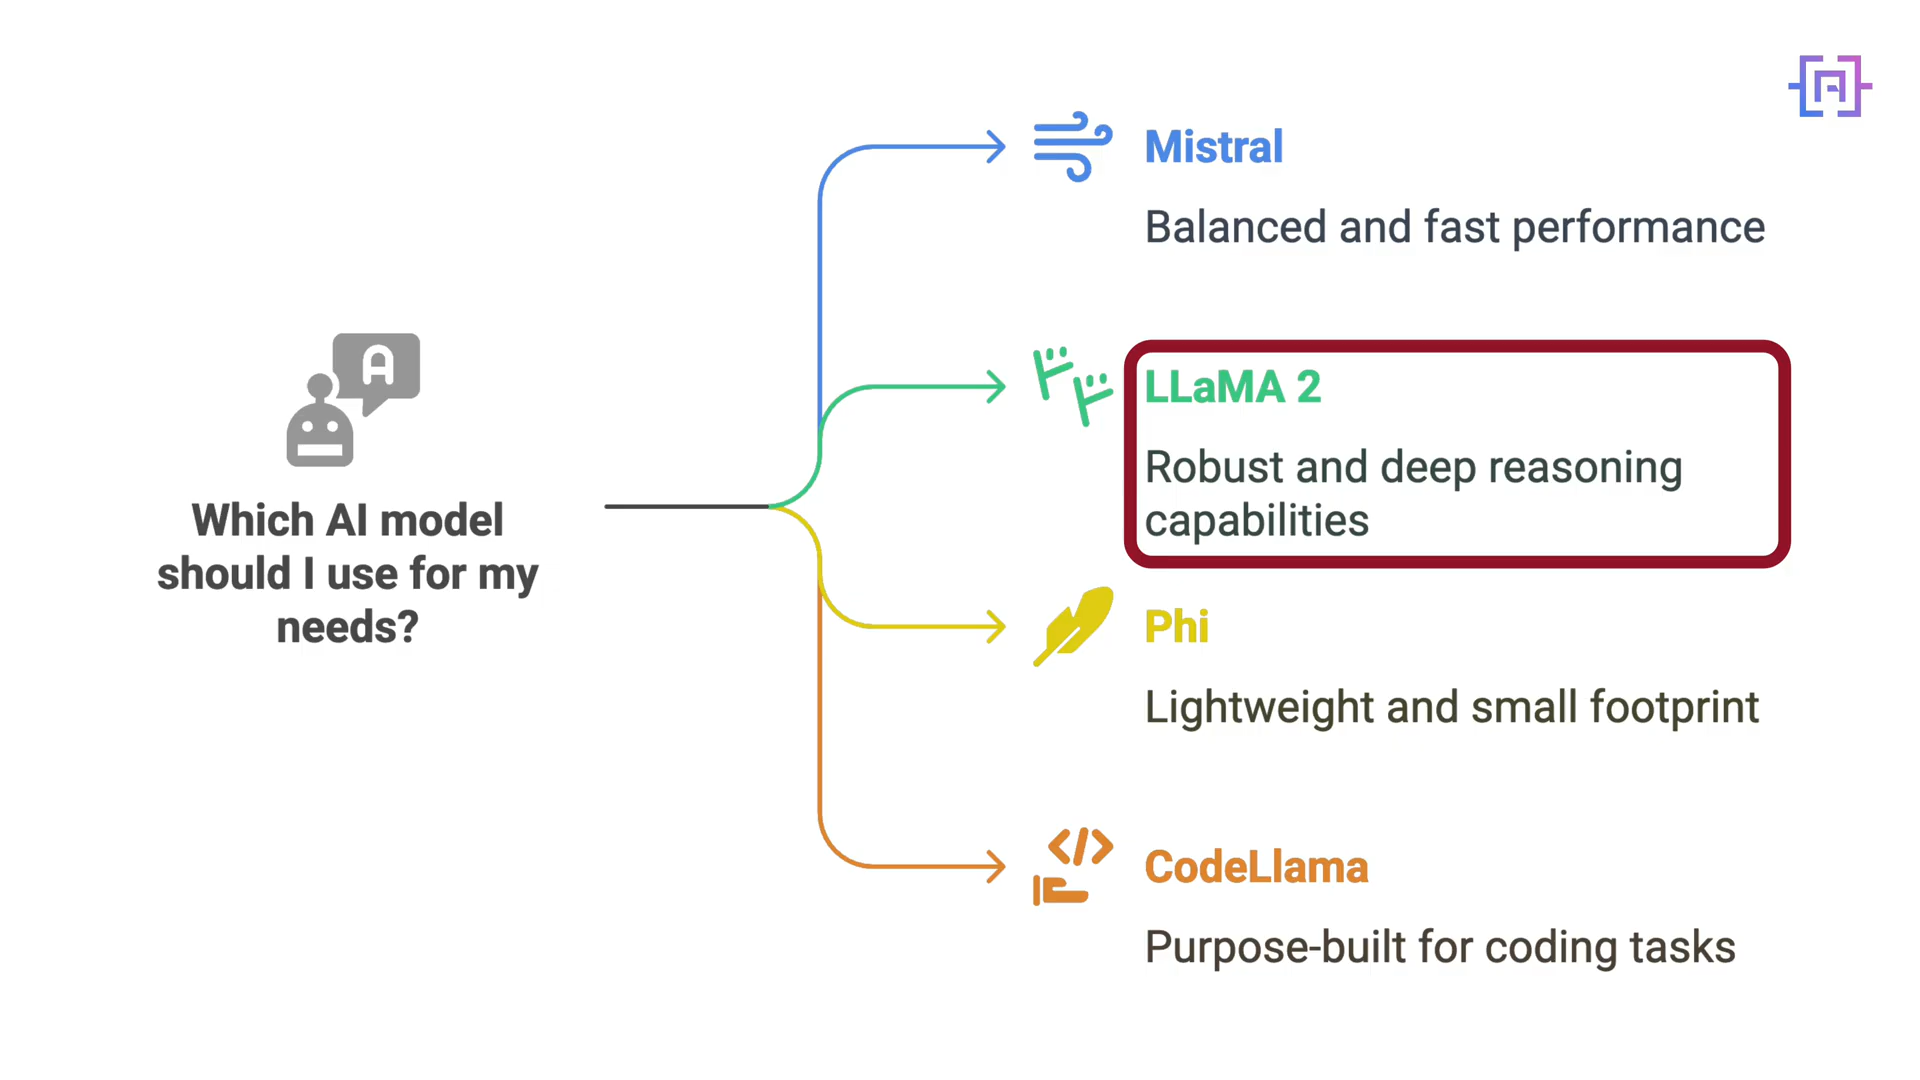 Mistral
Balanced and fast performance
LLaMA 2
Robust and deep reasoning
capabilities
A
Which AI model
should I use for my
needs?
Phi
Lightweight and small footprint
</>
CodeLlama
Purpose-built for coding tasks